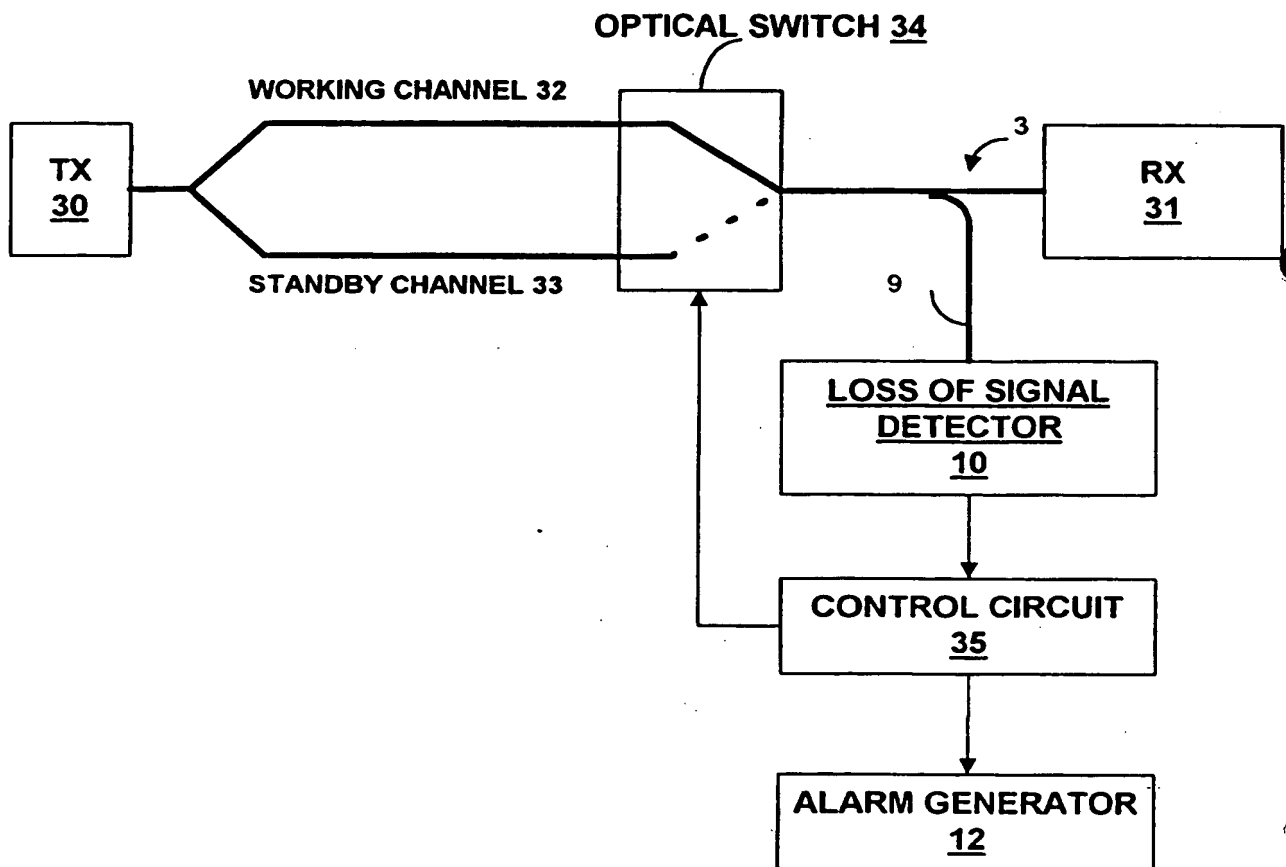 OPTICAL SWITCH 34
WORKING CHANNEL 32
TX
30
3
RX
31
STANDBY CHANNEL 33
9
LOSS OF SIGNAL
DETECTOR
10
CONTROL CIRCUIT
35
ALARM GENERATOR
12